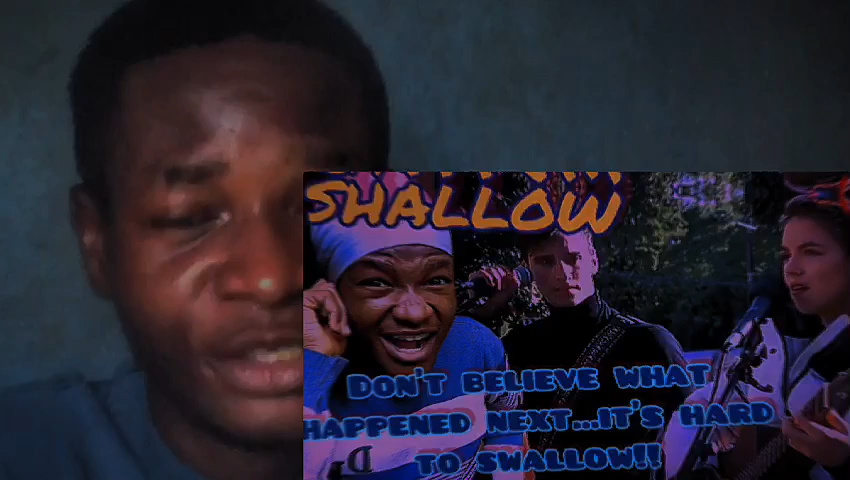 SHALLOW
DON'T BELIEVE WHAT
HAPPENED NEXT...IT'S HARD
TO SWALLOW!!